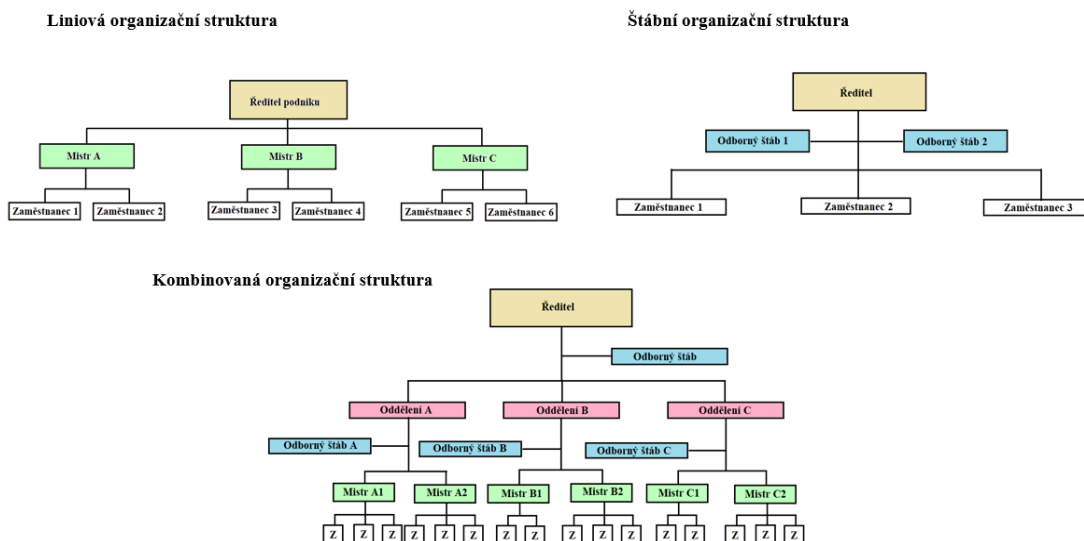 Liniová organizační struktura
Štábní organizační struktura
Ředitel podniku
Mistr A
Mistr B
Mistr C
Zaměstnanec 1
Zaměstnanec 2
Zaměstnanec 3
Zaměstnanec 4
Zaměstnanec 5
Zaměstnanec 6
Ředitel
Odborný štáb 1
Odborný štáb 2
Zaměstnanec 1
Zaměstnanec 2
Zaměstnanec 3
Kombinovaná organizační struktura
Ředitel
Odborný štáb
Oddělení A
Oddělení B
Oddělení C
Odborný štáb A
Odborný štáb B
Odborný štáb C
Mistr A1
Mistr A2
Mistr B1
Mistr B2
Mistr C1
Mistr C2
Z Z Z Z Z Z Z Z Z Z Z Z Z Z Z Z